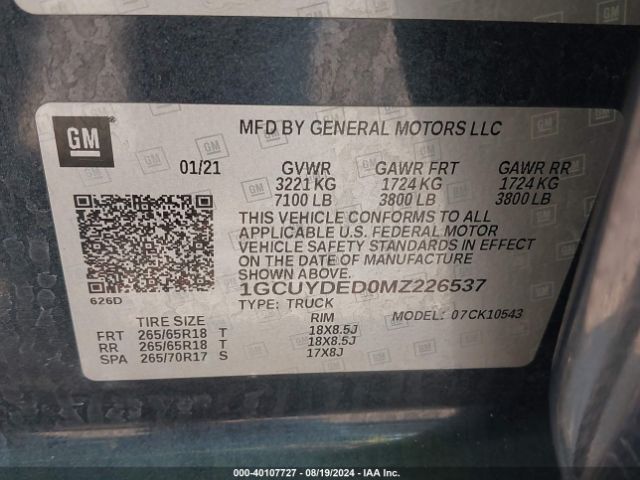 GM
MFD BY GENERAL MOTORS LLC
01/21 GVWR GAWR FRT GAWR RR
3221 KG 1724 KG 1724 KG
7100 LB 3800 LB 3800 LB
THIS VEHICLE CONFORMS TO ALL
APPLICABLE U.S. FEDERAL MOTOR
VEHICLE SAFETY STANDARDS IN EFFECT
ON THE DATE OF MANUFACTURE
SHOWN ABOVE.
626D
1GCUYDED0MZ226537
TYPE: TRUCK 07CK10543
TIRE SIZE RIM
FRT 265/65R18 T 18X8.5J
RR 265/65R18 T 18X8.5J
SPA 265/70R17 S 17X8J
000-40107727 - 08/19/2024 - IAA Inc.